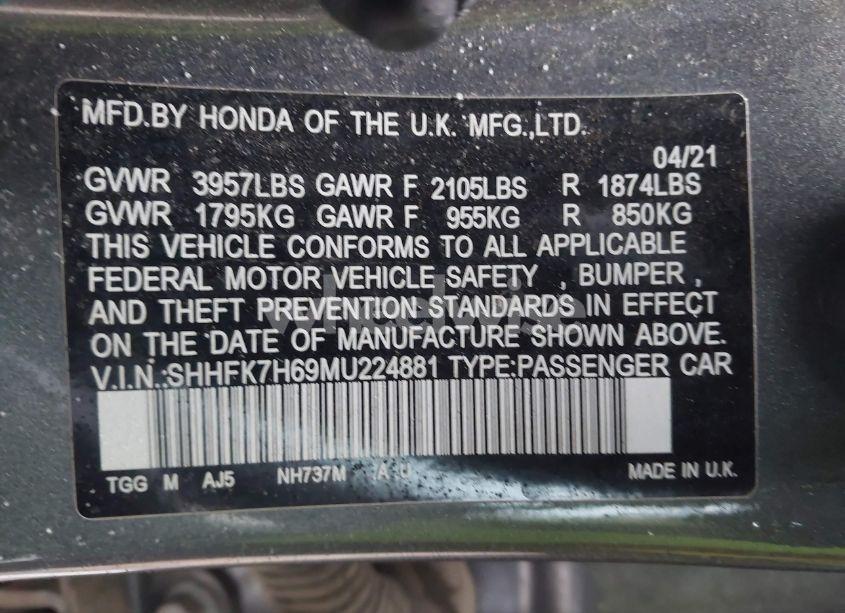 MFD.BY HONDA OF THE U.K. MFG.,LTD.
04/21
GVWR 3957LBS GAWR F 2105LBS R 1874LBS
GVWR 1795KG GAWR F 955KG R 850KG
THIS VEHICLE CONFORMS TO ALL APPLICABLE
FEDERAL MOTOR VEHICLE SAFETY , BUMPER ,
AND THEFT PREVENTION STANDARDS IN EFFECT
ON THE DATE OF MANUFACTURE SHOWN ABOVE.
V.I.N.:SHHFK7H69MU224881 TYPE:PASSENGER CAR
TGG M AJ5 NH737M A U MADE IN U.K.